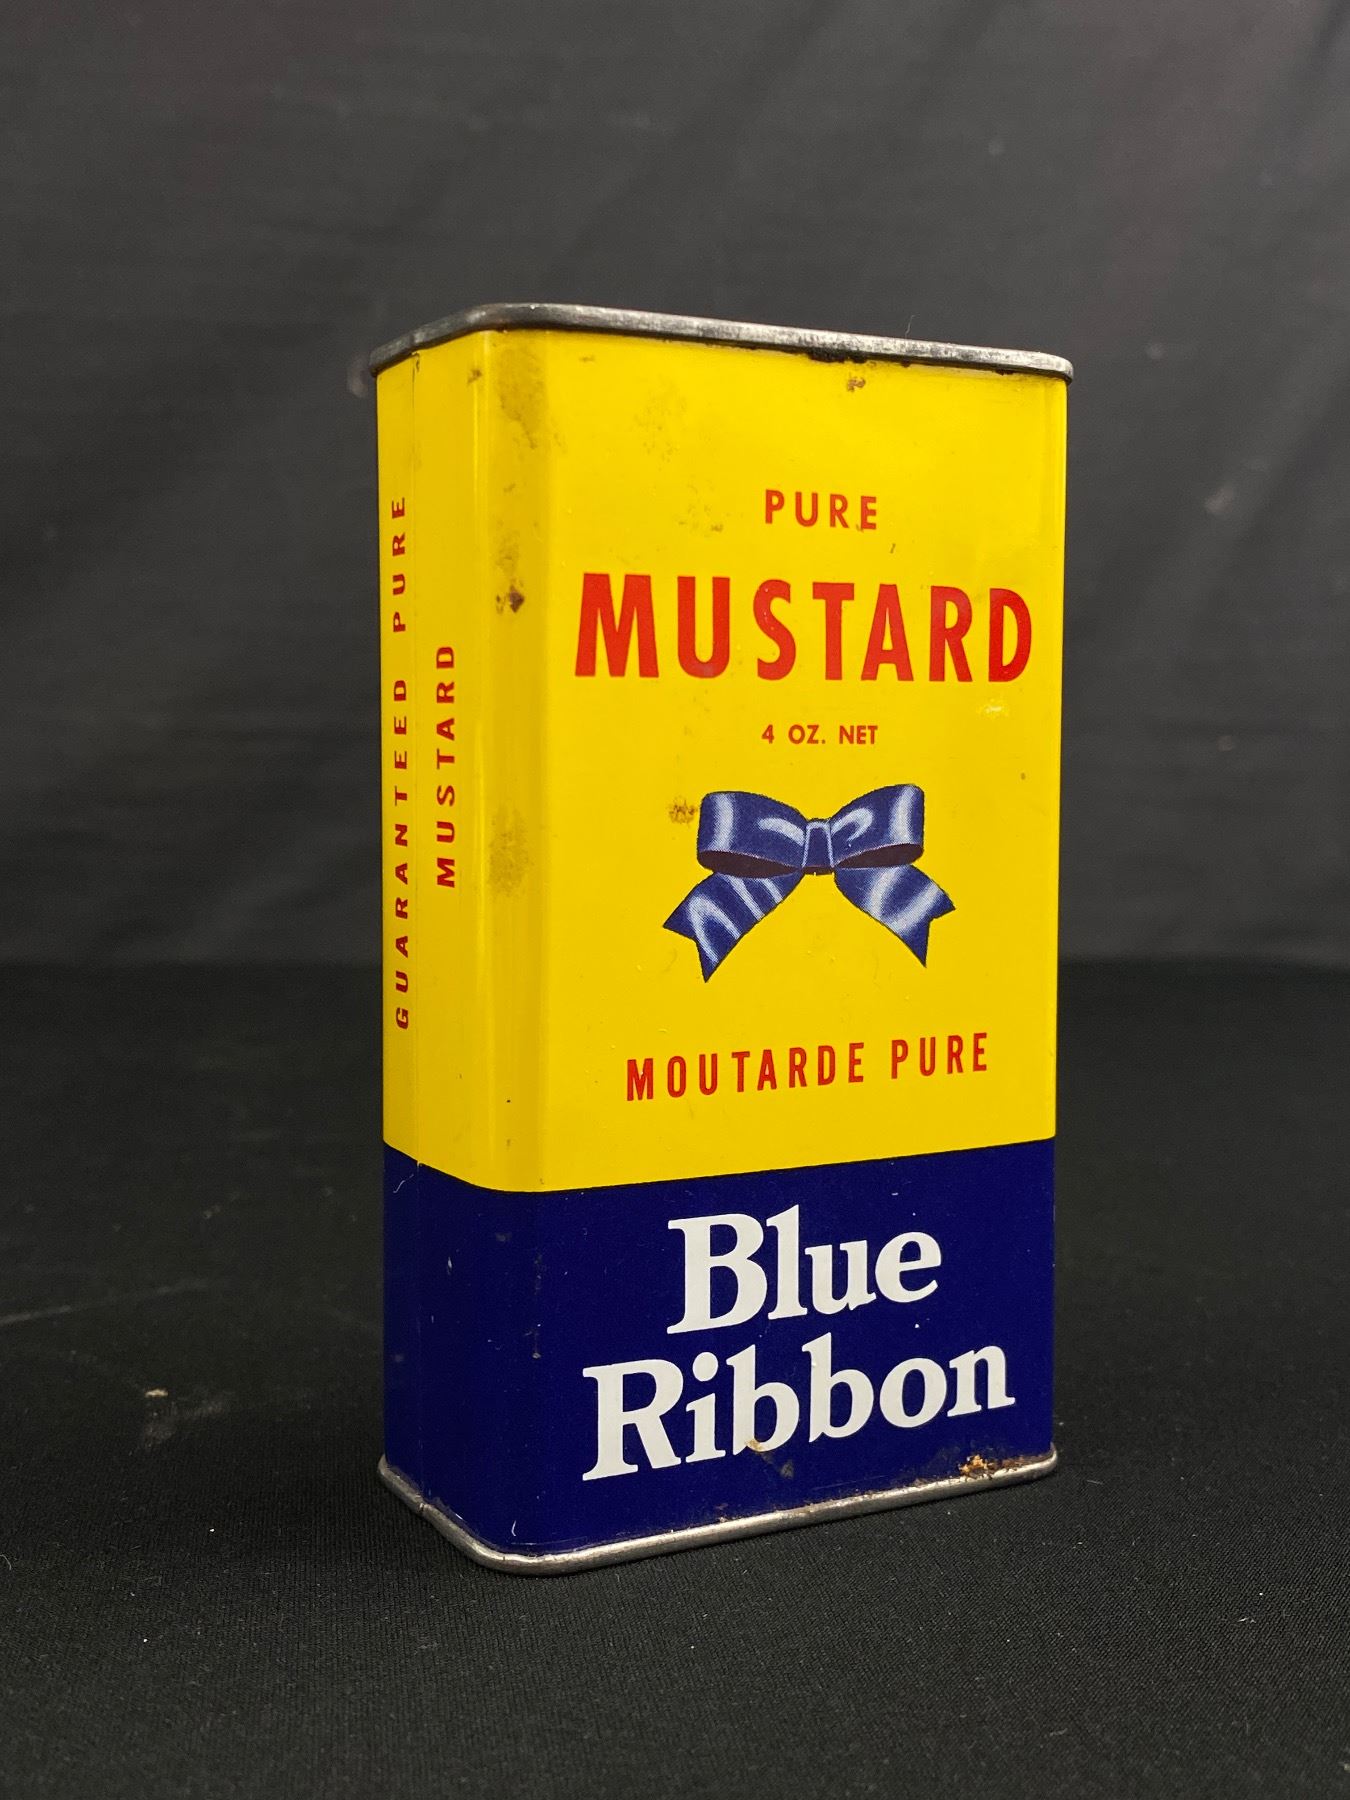 GUARANTEED PURE
MUSTARD
PURE
MUSTARD
4 OZ. NET
MOUTARDE PURE
Blue
Ribbon